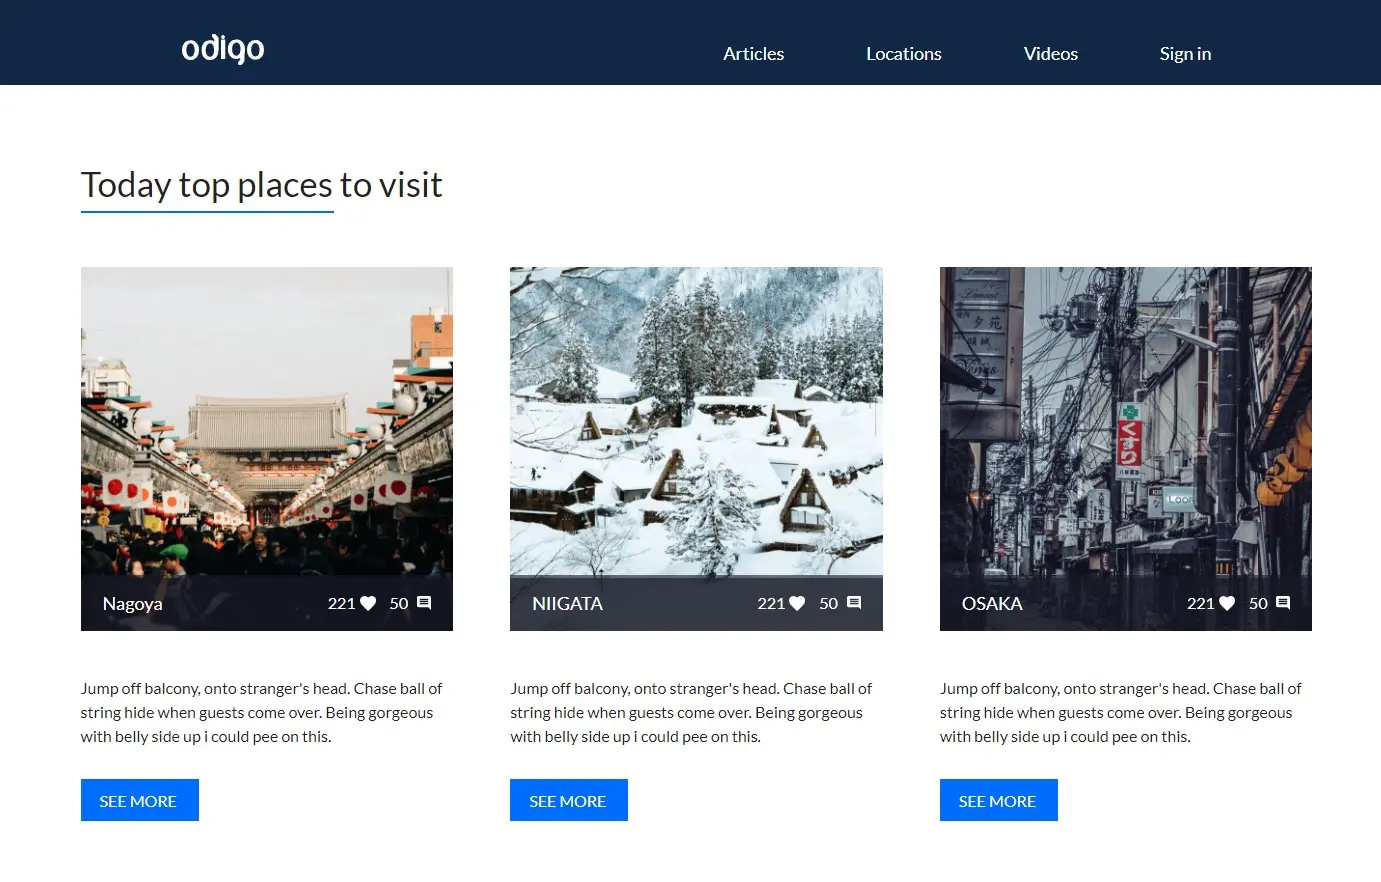 odigo
Articles Locations Videos Sign in
Today top places to visit
夕苑
くすり
Nagoya 221 50
NIIGATA 221 50
OSAKA 221 50
Jump off balcony, onto stranger's head. Chase ball of
string hide when guests come over. Being gorgeous
with belly side up i could pee on this.
Jump off balcony, onto stranger's head. Chase ball of
string hide when guests come over. Being gorgeous
with belly side up i could pee on this.
Jump off balcony, onto stranger's head. Chase ball of
string hide when guests come over. Being gorgeous
with belly side up i could pee on this.
SEE MORE
SEE MORE
SEE MORE